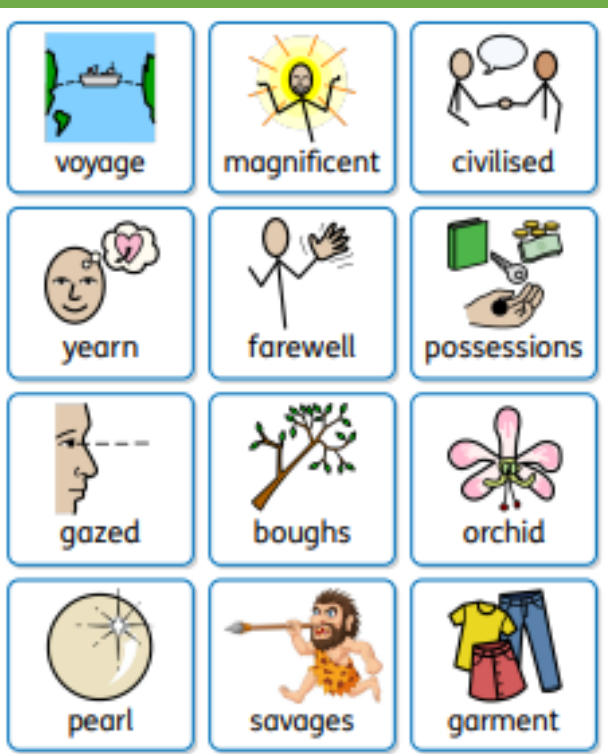 voyage
magnificent
civilised
yearn
farewell
possessions
gazed
boughs
orchid
pearl
savages
garment